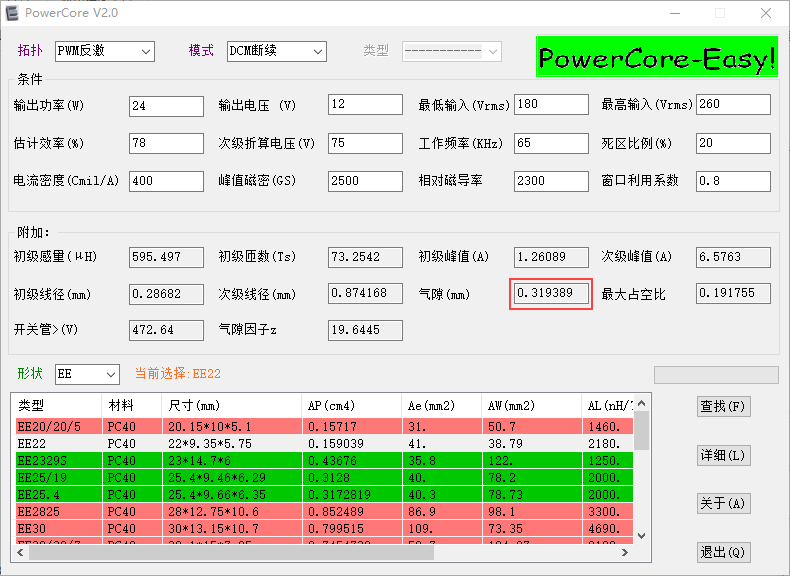 PowerCore V2.0
拓扑 PWM反激 模式 DCM断续 类型 -----------
PowerCore-Easy!
条件
输出功率(W) 24 输出电压 (V) 12 最低输入(Vrms) 180 最高输入(Vrms) 260
估计效率(%) 78 次级折算电压(V) 75 工作频率(KHz) 65 死区比例(%) 20
电流密度(Cmil/A) 400 峰值磁密(GS) 2500 相对磁导率 2300 窗口利用系数 0.8
附加:
初级感量(μH) 595.497 初级匝数(Ts) 73.2542 初级峰值(A) 1.26089 次级峰值(A) 6.5763
初级线径(mm) 0.28682 次级线径(mm) 0.874168 气隙(mm) 0.319389 最大占空比 0.191755
开关管>(V) 472.64 气隙因子z 19.6445
形状 EE 当前选择:EE22
类型 材料 尺寸(mm) AP(cm4) Ae(mm2) AW(mm2) AL(nH/
EE20/20/5 PC40 20.15*10*5.1 0.15717 31. 50.7 1460.
EE22 PC40 22*9.35*5.75 0.159039 41. 38.79 2180.
EE2329S PC40 23*14.7*6 0.43676 35.8 122. 1250.
EE25/19 PC40 25.4*9.46*6.29 0.3128 40. 78.2 2000.
EE25.4 PC40 25.4*9.66*6.35 0.3172819 40.3 78.73 2000.
EE2825 PC40 28*12.75*10.6 0.852489 86.9 98.1 3300.
EE30 PC40 30*13.15*10.7 0.799515 109. 73.35 4690.
查找(F)
详细(L)
关于(A)
退出(Q)